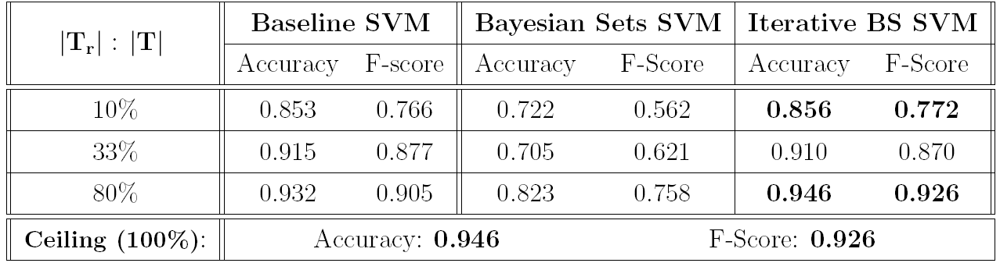 |Tr| : |T| Baseline SVM Bayesian Sets SVM Iterative BS SVM
Accuracy F-score Accuracy F-Score Accuracy F-Score
10% 0.853 0.766 0.722 0.562 0.856 0.772
33% 0.915 0.877 0.705 0.621 0.910 0.870
80% 0.932 0.905 0.823 0.758 0.946 0.926
Ceiling (100%): Accuracy: 0.946 F-Score: 0.926